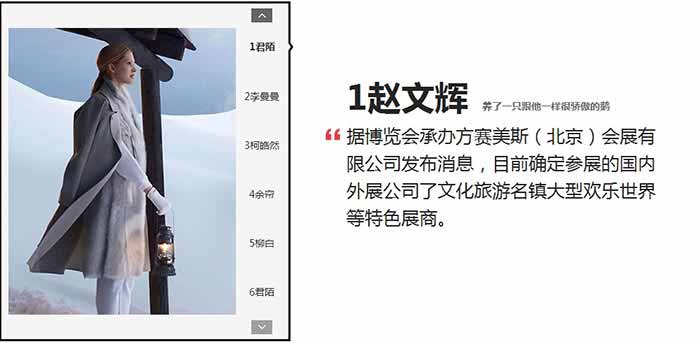 1君陌
2李曼曼
3柯皓然
4余帘
5柳白
6君陌
1赵文辉 养了一只跟他一样很骄傲的鹅
据博览会承办方赛美斯（北京）会展有
限公司发布消息，目前确定参展的国内
外展公司了文化旅游名镇大型欢乐世界
等特色展商。